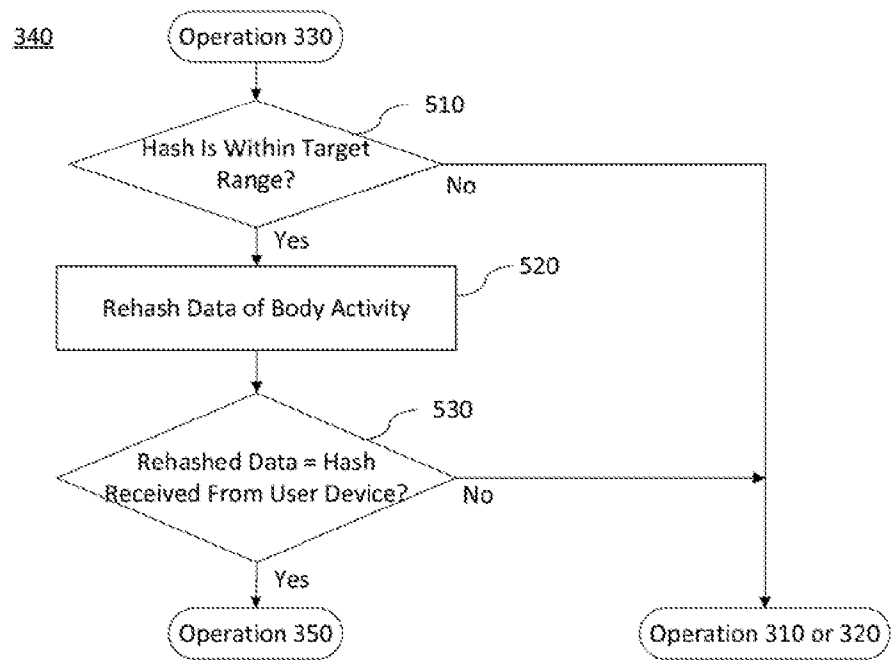 340
Operation 330
510
Hash Is Within Target
Range?
No
Yes
520
Rehash Data of Body Activity
530
Rehashed Data = Hash
Received From User Device?
No
Yes
Operation 350
Operation 310 or 320